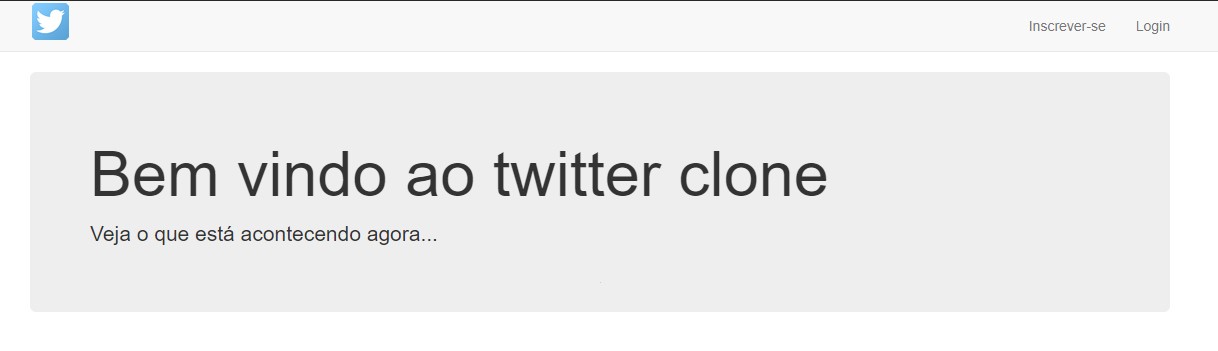 Inscrever-se Login
Bem vindo ao twitter clone
Veja o que está acontecendo agora...